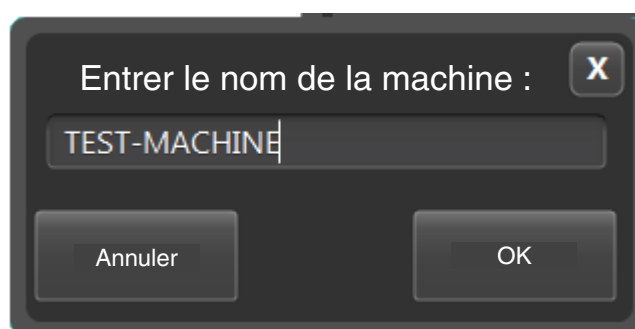 Entrer le nom de la machine :
X
TEST-MACHINE
Annuler
OK